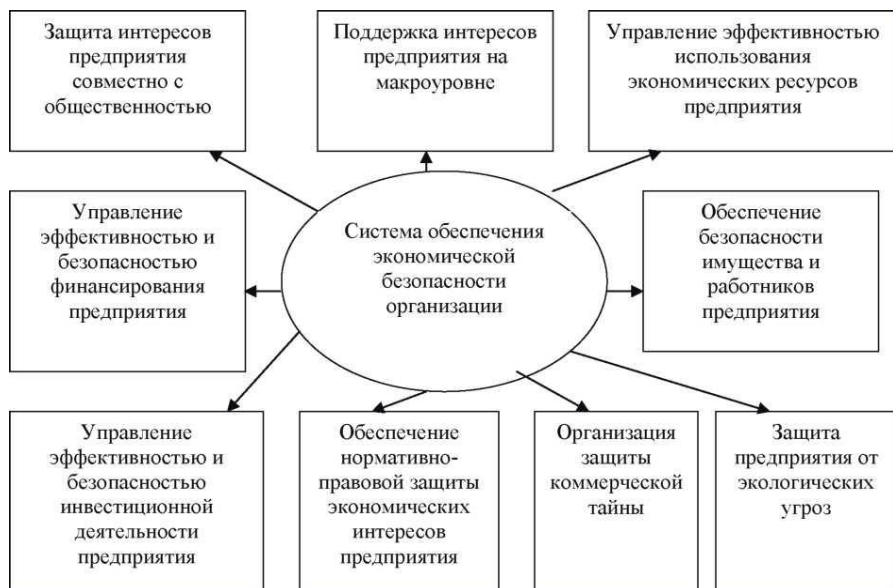 Защита интересов
предприятия
совместно с
общественностью
Поддержка интересов
предприятия на
макроуровне
Управление эффективностью
использования
экономических ресурсов
предприятия
Управление
эффективностью и
безопасностью
финансирования
предприятия
Система обеспечения
экономической
безопасности
организации
Обеспечение
безопасности
имущества и
работников
предприятия
Управление
эффективностью и
безопасностью
инвестиционной
деятельности
предприятия
Обеспечение
нормативно-
правовой защиты
экономических
интересов
предприятия
Организация
защиты
коммерческой
тайны
Защита
предприятия от
экологических
угроз